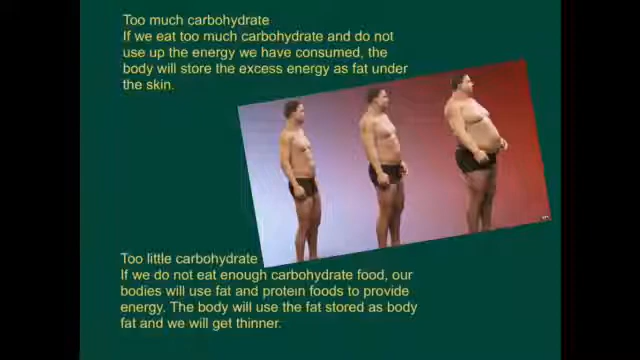 Too much carbohydrate
If we eat too much carbohydrate and do not
use up the energy we have consumed, the
body will store the excess energy as fat under
the skin.
Too little carbohydrate
If we do not eat enough carbohydrate food, our
bodies will use fat and protein foods to provide
energy. The body will use the fat stored as body
fat and we will get thinner.